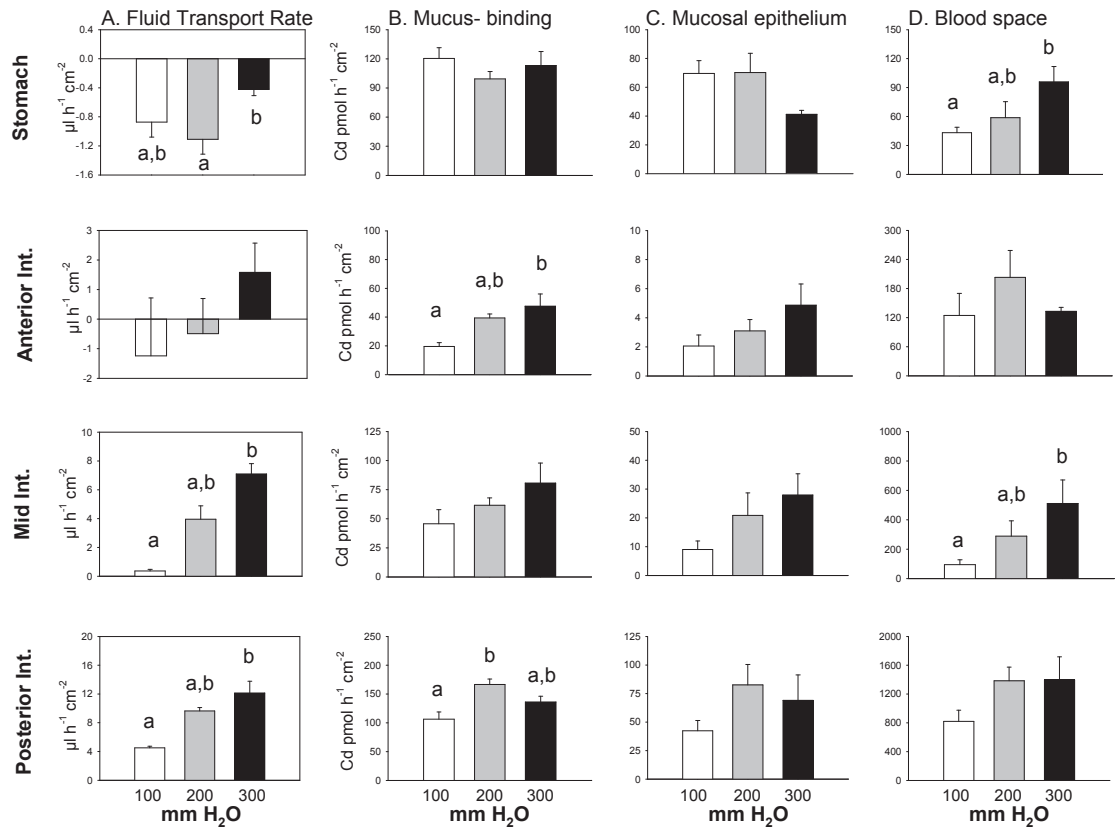 A. Fluid Transport Rate
B. Mucus- binding
C. Mucosal epithelium
D. Blood space
Stomach
µl h-1 cm-2
0.4
0.0
-0.4
-0.8
-1.2
-1.6
a,b
a
b
Cd pmol h-1 cm-2
150
120
90
60
30
0
100
80
60
40
20
0
150
120
90
60
30
0
a
a,b
b
Anterior Int.
µl h-1 cm-2
3
2
1
0
-1
-2
Cd pmol h-1 cm-2
100
80
60
40
20
0
a
a,b
b
10
8
6
4
2
0
300
240
180
120
60
0
Mid Int.
µl h-1 cm-2
10
8
6
4
2
0
a
a,b
b
Cd pmol h-1 cm-2
125
100
75
50
25
0
50
40
30
20
10
0
1000
800
600
400
200
0
a
a,b
b
Posterior Int.
µl h-1 cm-2
20
16
12
8
4
0
a
a,b
b
Cd pmol h-1 cm-2
250
200
150
100
50
0
a
b
a,b
125
100
75
50
25
0
2000
1600
1200
800
400
0
100 200 300
mm H2O
100 200 300
mm H2O
100 200 300
mm H2O
100 200 300
mm H2O